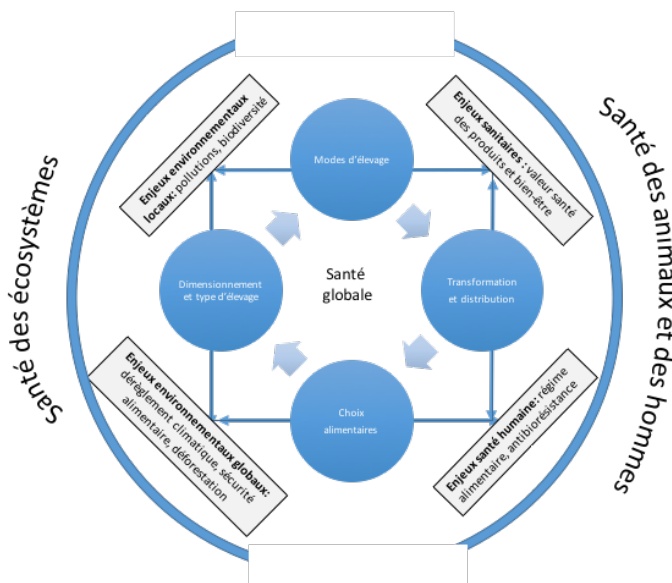 Santé des écosystèmes
Santé des animaux et des hommes
Enjeux environnementaux
locaux: pollutions, biodiversité
Enjeux sanitaires : valeur santé
des produits et bien-être
Modes d'élevage
Dimensionnement
et type d'élevage
Santé
globale
Transformation
et distribution
Choix
alimentaires
Enjeux environnementaux globaux:
dérèglement climatique, sécurité
alimentaire, déforestation
Enjeux santé humaine: régime
alimentaire, antibiorésistance